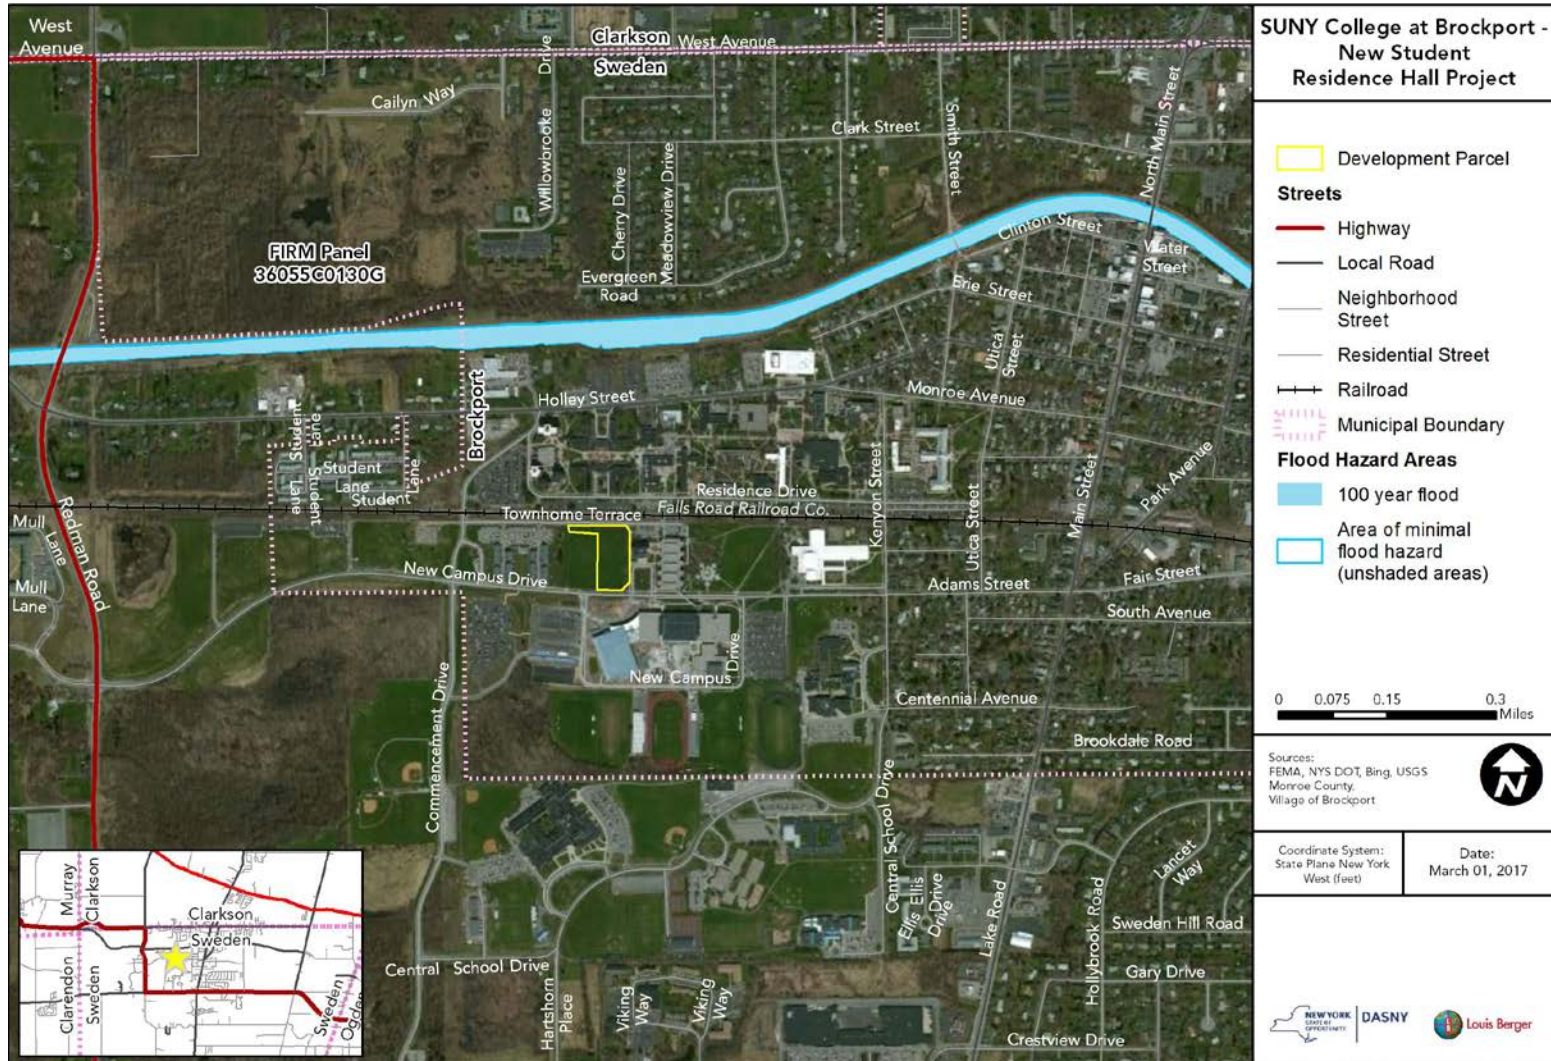 West
Avenue
Clarkson
West Avenue
Sweden
Cailyn Way
Willowbrooke Drive
Clark Street
Smith Street
North Main Street
Cherry Drive
Meadowview Drive
FIRM Panel
36055C0130G
Evergreen
Road
Clinton Street
Water
Street
Erie Street
Utica
Street
Monroe Avenue
Holley Street
Brockport
Student
Lane
Student
Lane
Student
Lane
Student
Lane
Residence Drive
Falls Road Railroad Co.
Townhome Terrace
Kenyon Street
Utica Street
Main Street
Park Avenue
Mull
Lane
Mull
Lane
Redman Road
New Campus Drive
Adams Street
Fair Street
South Avenue
New Campus
Drive
Commencement Drive
Centennial Avenue
Brookdale Road
Central School Drive
Ellis
Drive
Ellis
Drive
Lake Road
Hollybrook Road
Lancet
Way
Sweden Hill Road
Gary Drive
Crestview Drive
Central School Drive
Hartshorn
Place
Viking
Way
Viking
Way
Murray
Clarkson
Clarkson
Sweden
Clarendon
Sweden
Sweden
Ogden
SUNY College at Brockport -
New Student
Residence Hall Project
Development Parcel
Streets
Highway
Local Road
Neighborhood
Street
Residential Street
Railroad
Municipal Boundary
Flood Hazard Areas
100 year flood
Area of minimal
flood hazard
(unshaded areas)
0 0.075 0.15 0.3
Miles
Sources:
FEMA, NYS DOT, Bing, USGS
Monroe County,
Village of Brockport
N
Coordinate System:
State Plane New York
West (feet)
Date:
March 01, 2017
NEW YORK
STATE OF
OPPORTUNITY
DASNY
Louis Berger